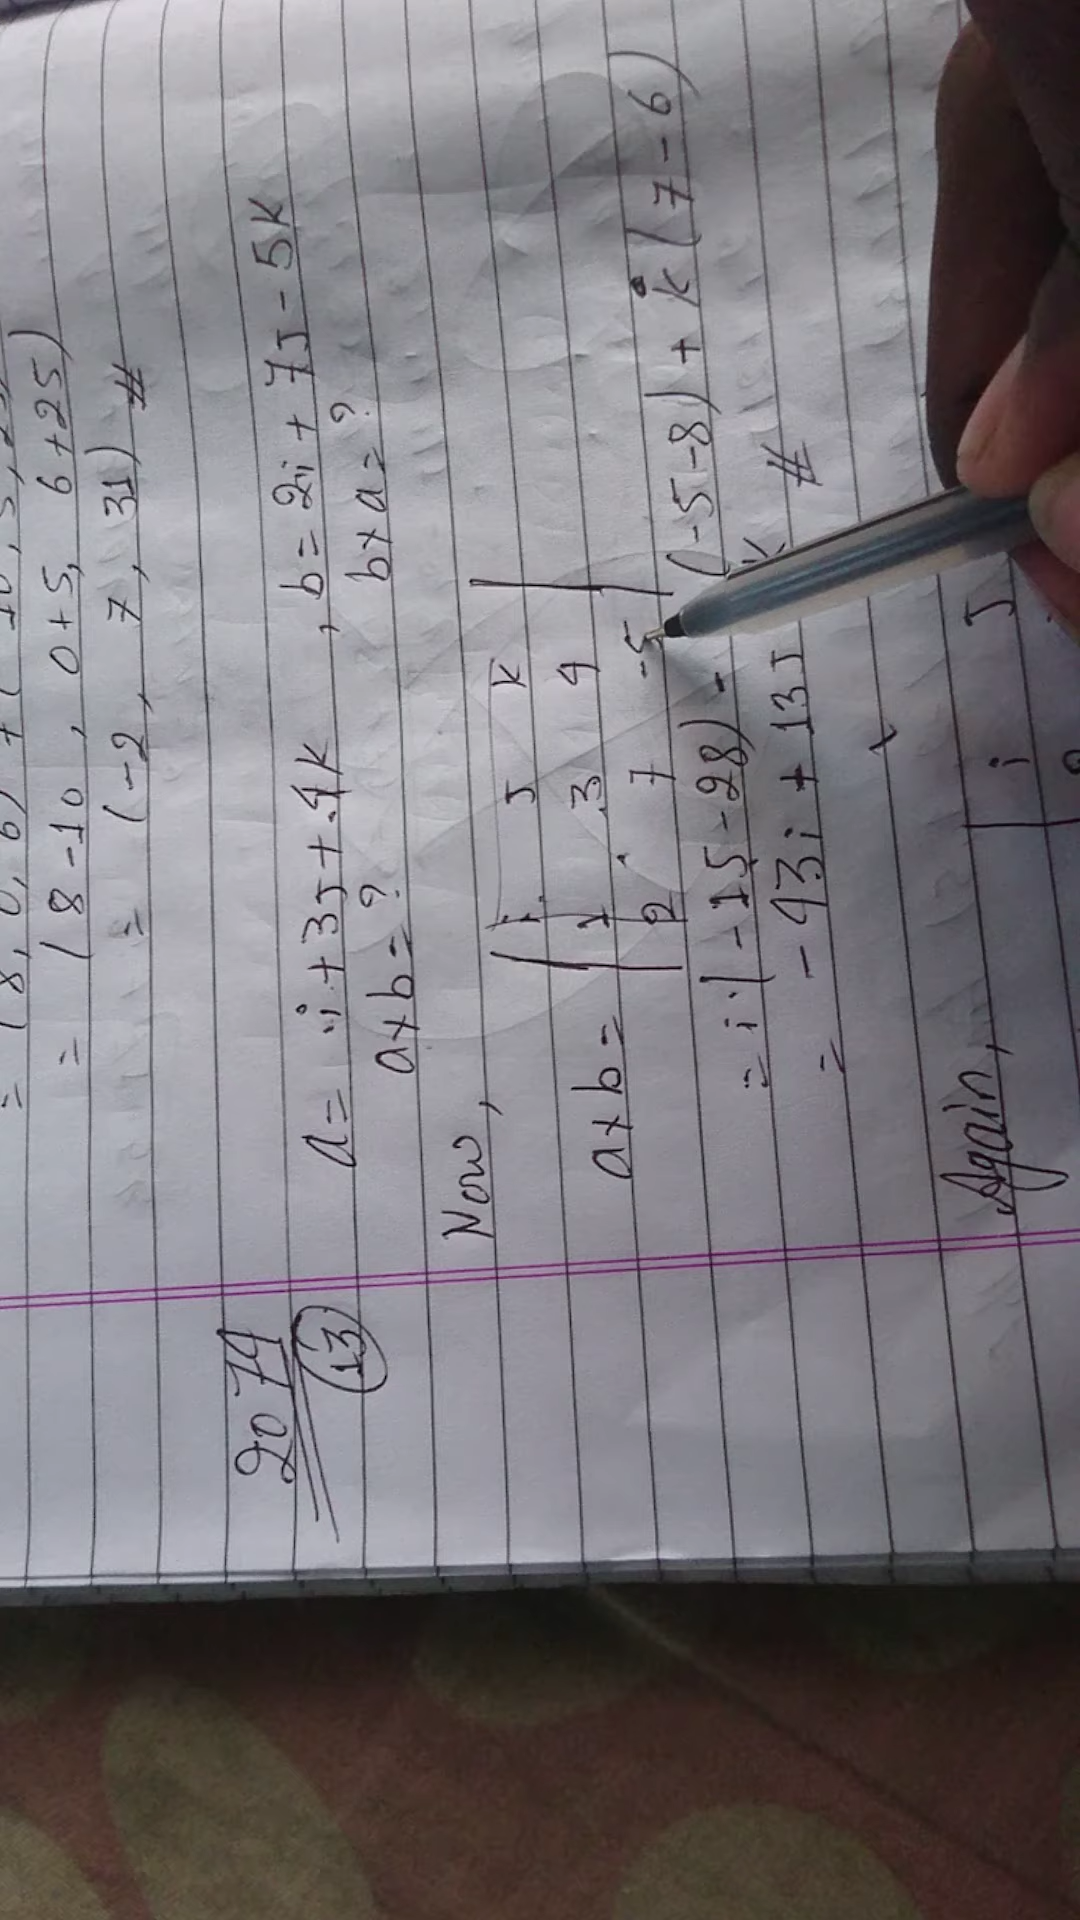 = (8 - 10, 0 + 5, 6 + 25)
= (-2, 7, 31) #
2074
(13)
a = i + 3J + 4K, b = 2i + 7J - 5K
a x b = ? b x a = ?
Now,
i J K
a x b = 1 3 4
2 7 -5
= i (-15 - 28) - (-5 - 8) + k (7 - 6)
= - 43i + 13J K #
Again,
i J